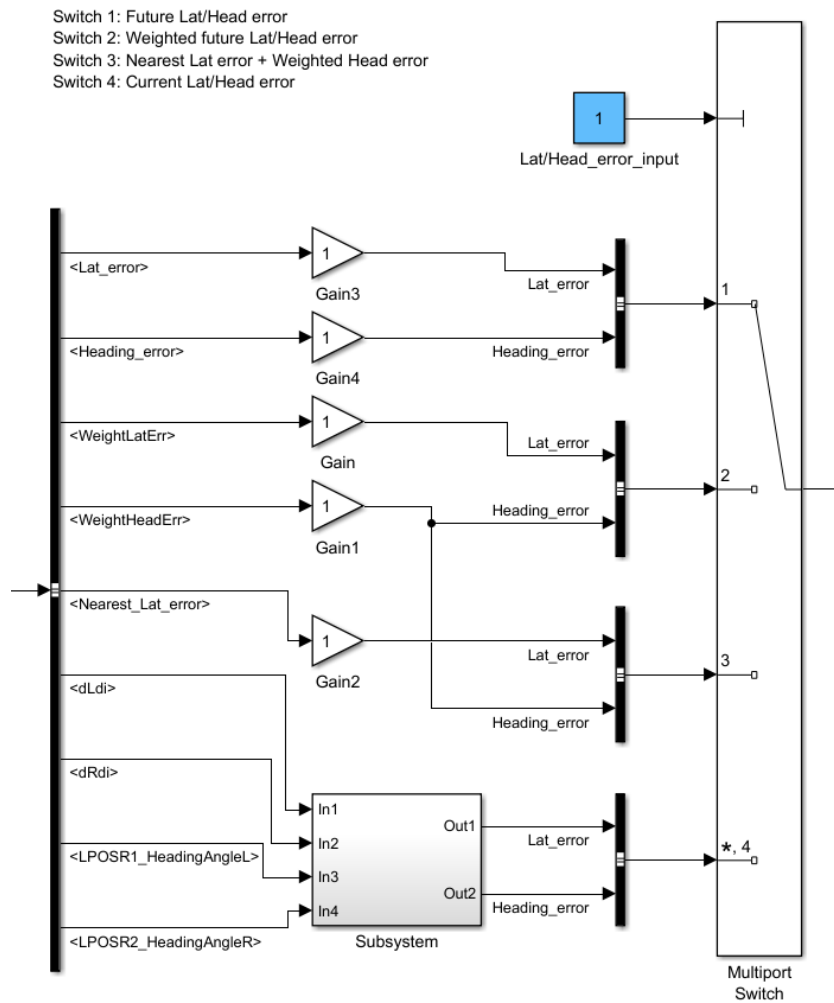 Switch 1: Future Lat/Head error
Switch 2: Weighted future Lat/Head error
Switch 3: Nearest Lat error + Weighted Head error
Switch 4: Current Lat/Head error
1
Lat/Head_error_input
<Lat_error>
1
Gain3
Lat_error
1
<Heading_error>
1
Gain4
Heading_error
<WeightLatErr>
1
Gain
Lat_error
2
<WeightHeadErr>
1
Gain1
Heading_error
<Nearest_Lat_error>
1
Gain2
Lat_error
3
<dLdi>
Heading_error
<dRdi>
In1
In2
In3
In4
Out1
Out2
Subsystem
Lat_error
*, 4
<LPOSR1_HeadingAngleL>
Heading_error
<LPOSR2_HeadingAngleR>
Multiport
Switch